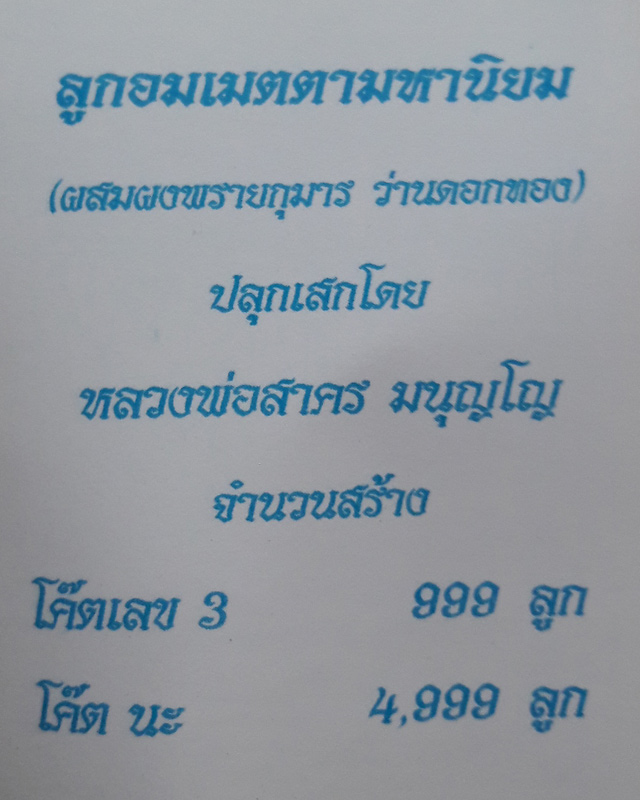 ลูกอมเมตตามหานิยม
(ผสมผงพรายกุมาร ว่านดอกทอง)
ปลุกเสกโดย
หลวงพ่อสาคร มนุญโญ
จำนวนสร้าง
โค๊ตเลข 3 999 ลูก
โค๊ต นะ 4,999 ลูก